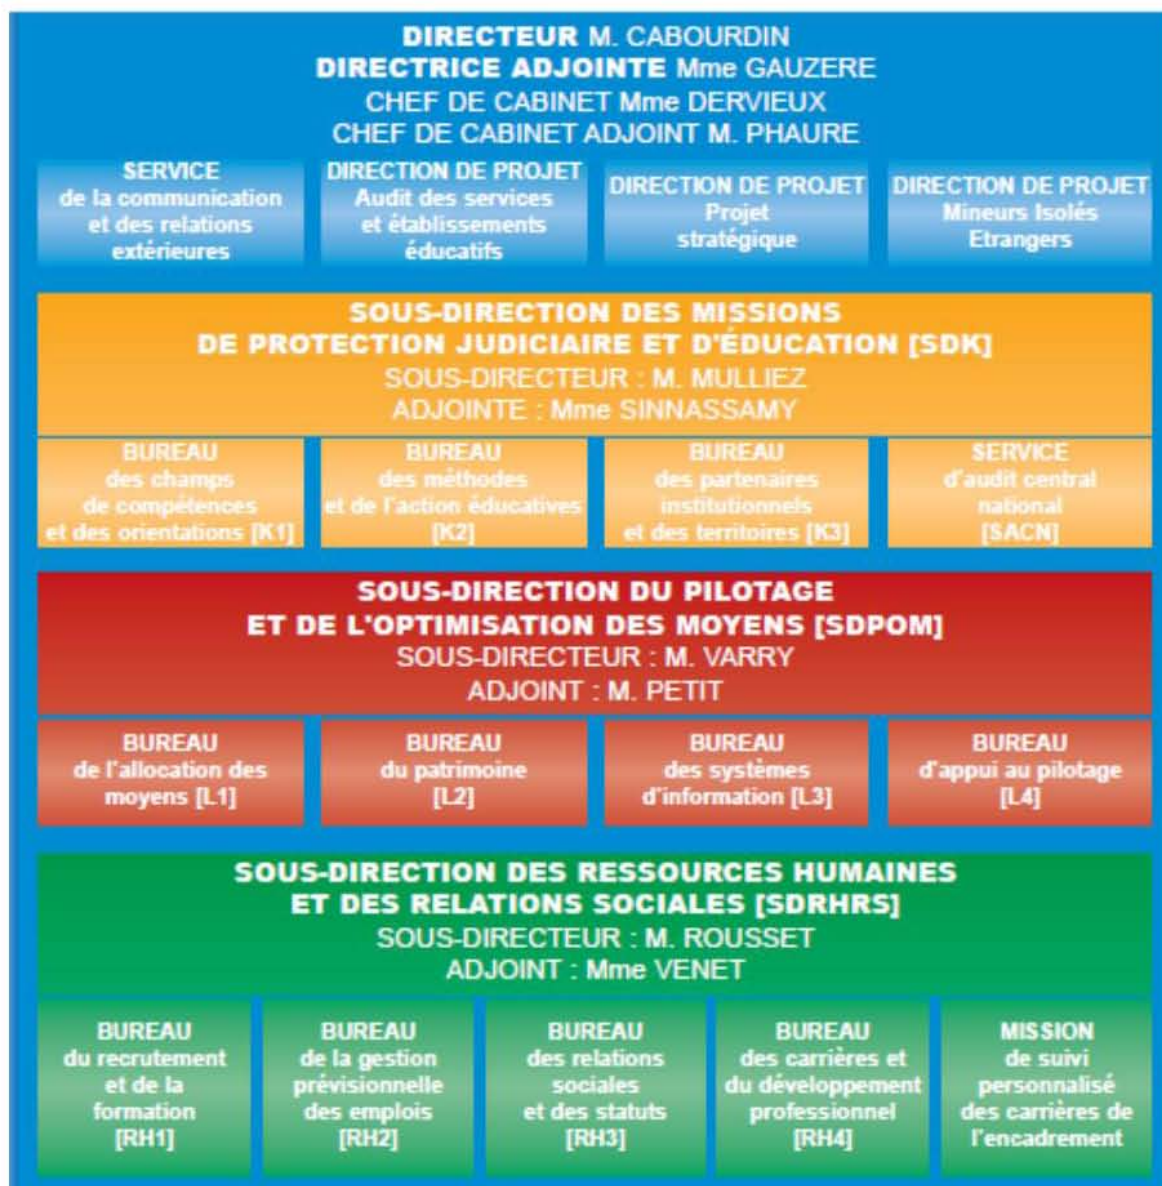 DIRECTEUR M. CABOURDIN
DIRECTRICE ADJOINTE Mme GAUZERE
CHEF DE CABINET Mme DERVIEUX
CHEF DE CABINET ADJOINT M. PHAURE
SERVICE
de la communication
et des relations
extérieures
DIRECTION DE PROJET
Audit des services
et établissements
éducatifs
DIRECTION DE PROJET
Projet
stratégique
DIRECTION DE PROJET
Mineurs Isolés
Etrangers
SOUS-DIRECTION DES MISSIONS
DE PROTECTION JUDICIAIRE ET D'ÉDUCATION [SDK]
SOUS-DIRECTEUR : M. MULLIEZ
ADJOINTE : Mme SINNASSAMY
BUREAU
des champs
de compétences
et des orientations [K1]
BUREAU
des méthodes
et de l'action éducatives
[K2]
BUREAU
des partenaires
institutionnels
et des territoires [K3]
SERVICE
d'audit central
national
[SACN]
SOUS-DIRECTION DU PILOTAGE
ET DE L'OPTIMISATION DES MOYENS [SDPOM]
SOUS-DIRECTEUR : M. VARRY
ADJOINT : M. PETIT
BUREAU
de l'allocation des
moyens [L1]
BUREAU
du patrimoine
[L2]
BUREAU
des systèmes
d'information [L3]
BUREAU
d'appui au pilotage
[L4]
SOUS-DIRECTION DES RESSOURCES HUMAINES
ET DES RELATIONS SOCIALES [SDRHRS]
SOUS-DIRECTEUR : M. ROUSSET
ADJOINT : Mme VENET
BUREAU
du recrutement
et de la
formation
[RH1]
BUREAU
de la gestion
prévisionnelle
des emplois
[RH2]
BUREAU
des relations
sociales
et des statuts
[RH3]
BUREAU
des carrières et
du développement
professionnel
[RH4]
MISSION
de suivi
personnalisé
des carrières de
l'encadrement